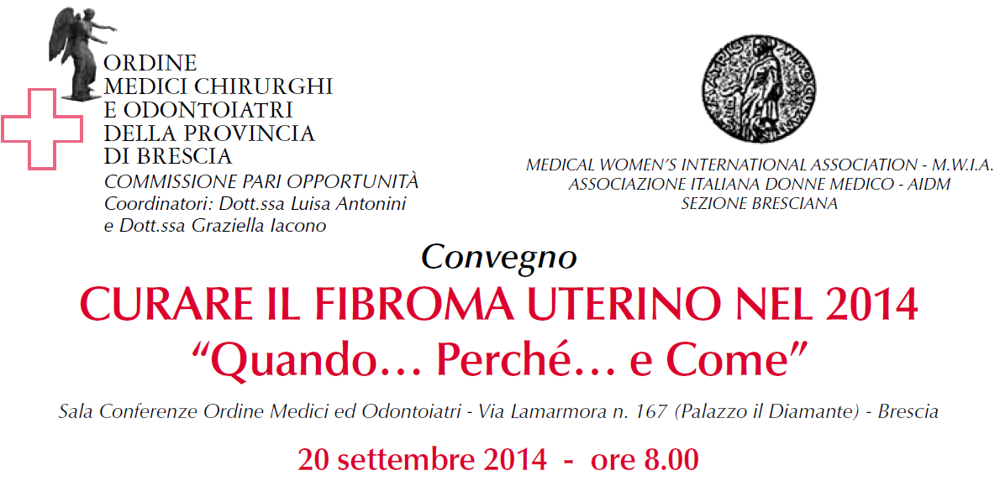 ORDINE
MEDICI CHIRURGHI
E ODONTOIATRI
DELLA PROVINCIA
DI BRESCIA
COMMISSIONE PARI OPPORTUNITÀ
Coordinatori: Dott.ssa Luisa Antonini
e Dott.ssa Graziella Iacono
MEDICAL WOMEN'S INTERNATIONAL ASSOCIATION - M.W.I.A.
ASSOCIAZIONE ITALIANA DONNE MEDICO - AIDM
SEZIONE BRESCIANA
Convegno
CURARE IL FIBROMA UTERINO NEL 2014
“Quando… Perché… e Come”
Sala Conferenze Ordine Medici ed Odontoiatri - Via Lamarmora n. 167 (Palazzo il Diamante) - Brescia
20 settembre 2014 - ore 8.00